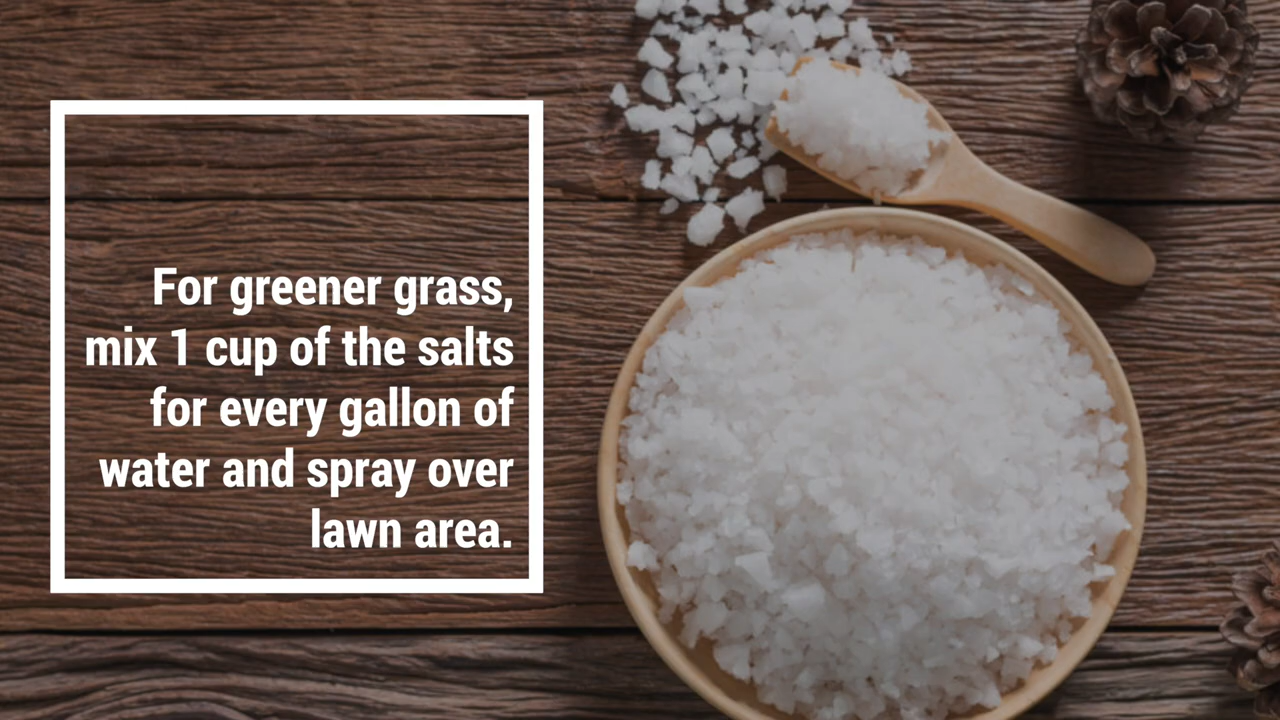 For greener grass,
mix 1 cup of the salts
for every gallon of
water and spray over
lawn area.